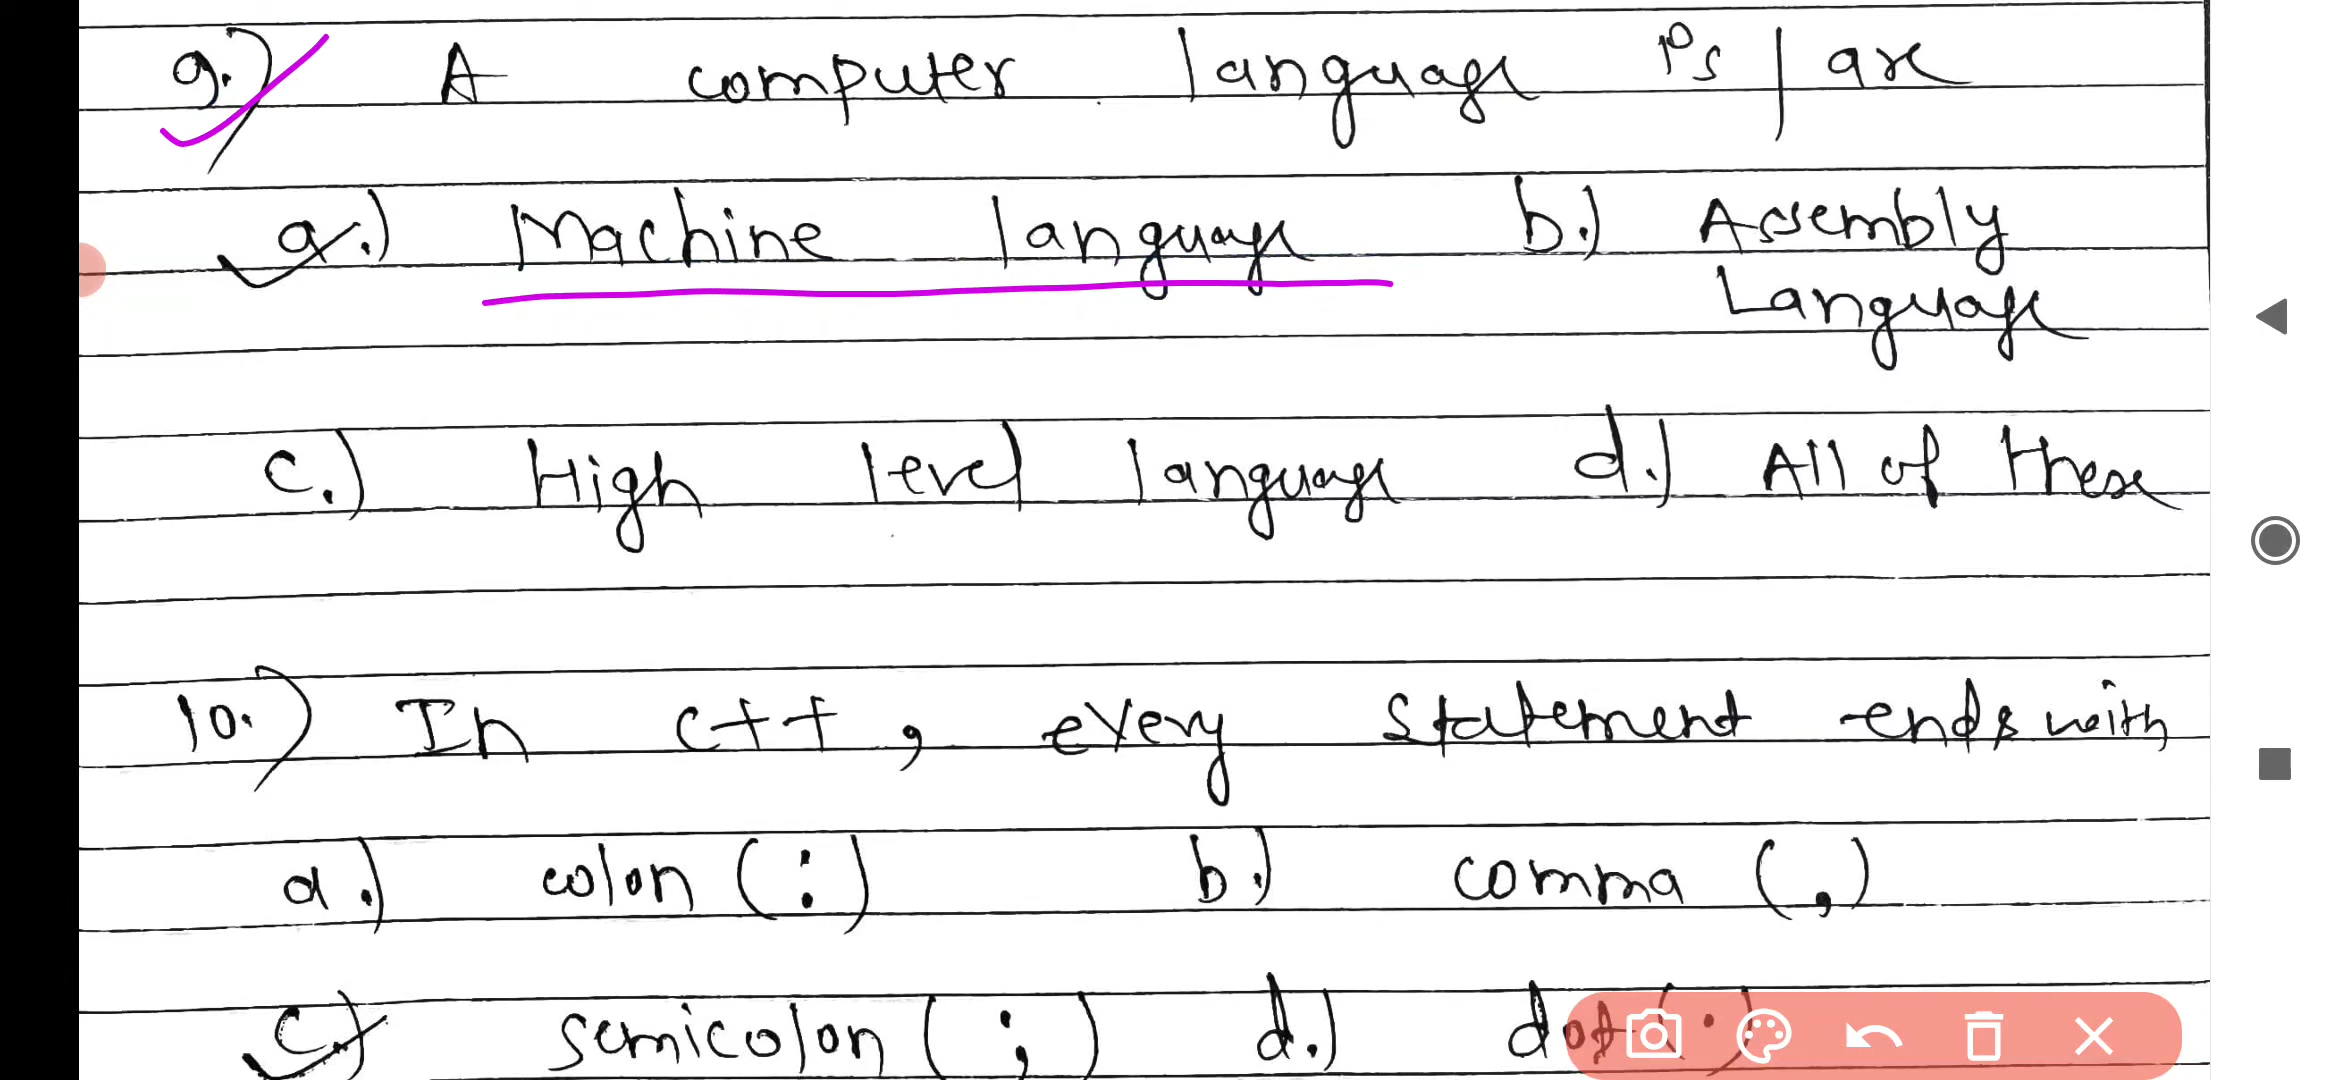 9.) A computer language is / are
a.) Machine language b.) Assembly
Language
c.) High level language d.) All of these
10.) In C++, every statement ends with
a.) colon (:) b.) comma (,)
c.) semicolon (;) d.) dot (.)